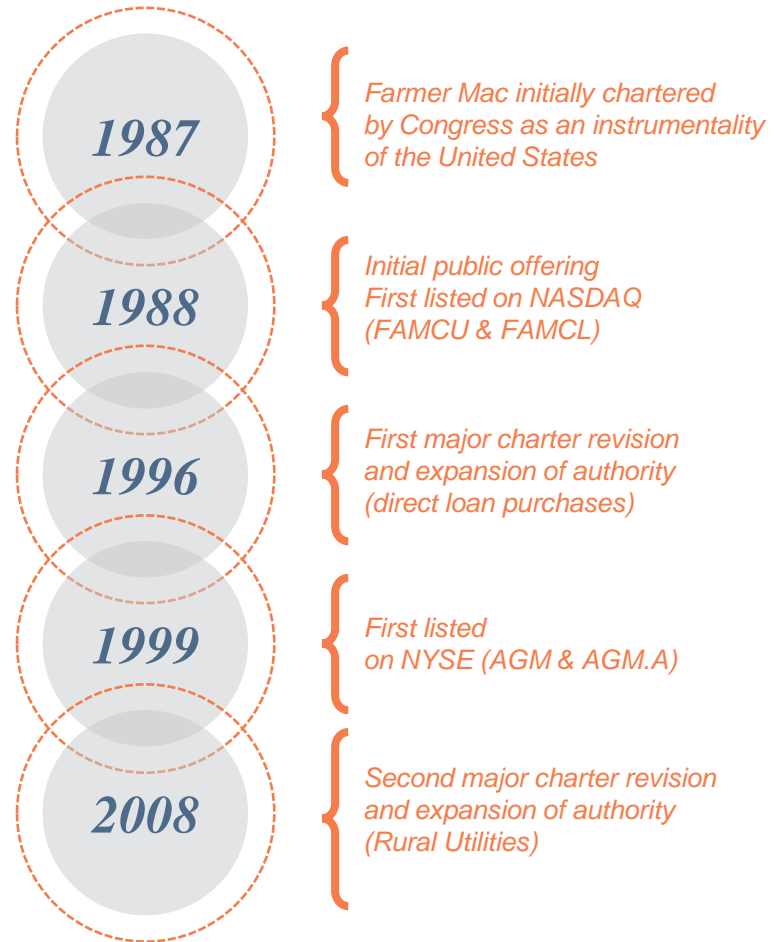 1987
Farmer Mac initially chartered
by Congress as an instrumentality
of the United States
1988
Initial public offering
First listed on NASDAQ
(FAMCU & FAMCL)
1996
First major charter revision
and expansion of authority
(direct loan purchases)
1999
First listed
on NYSE (AGM & AGM.A)
2008
Second major charter revision
and expansion of authority
(Rural Utilities)